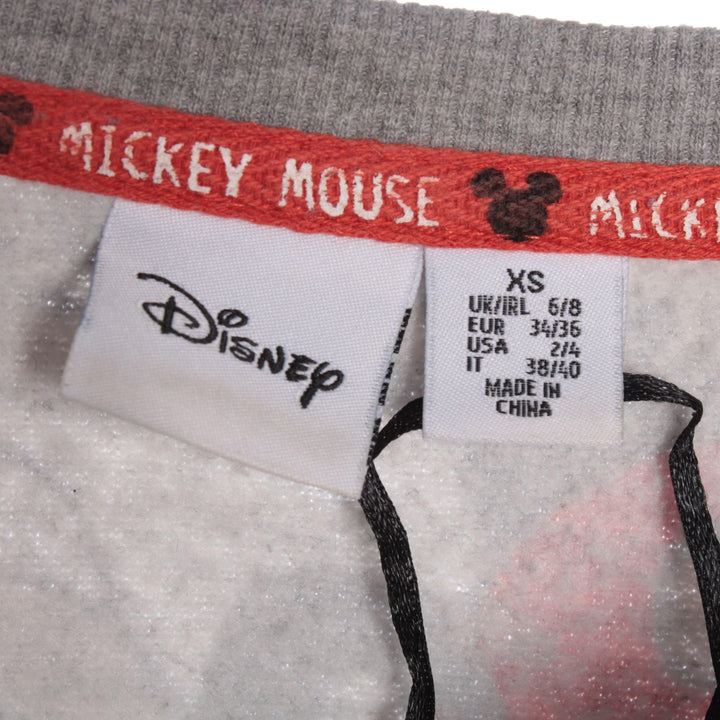 MICKEY MOUSE
MICK
Disney
XS
UK/IRL 6/8
EUR 34/36
USA 2/4
IT 38/40
MADE IN
CHINA